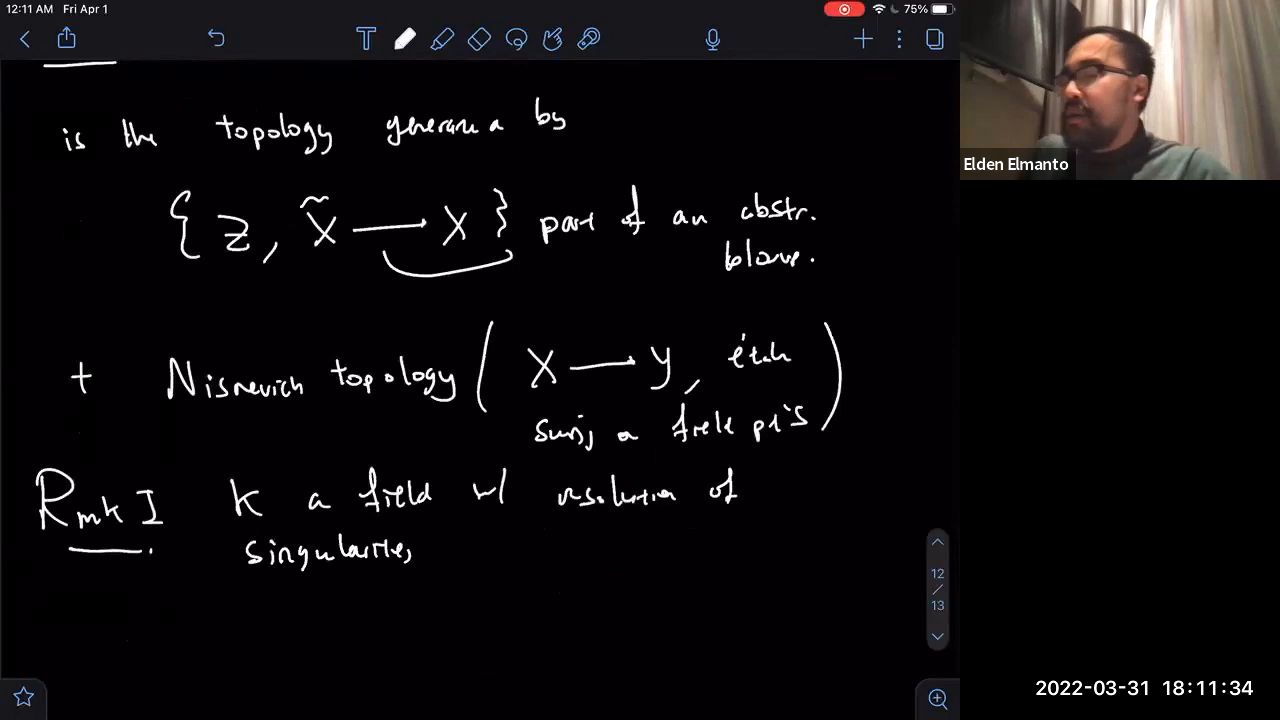 12:11 AM Fri Apr 1
75%
is the topology generated by
{ Z, X̃ → X } part of an abstr.
blowup.
+ Nisnevich topology ( X → Y, étale
surj, on field pts )
Rmk I K a field w/ resolution of
singularities
12
/
13
Elden Elmanto
2022-03-31 18:11:34